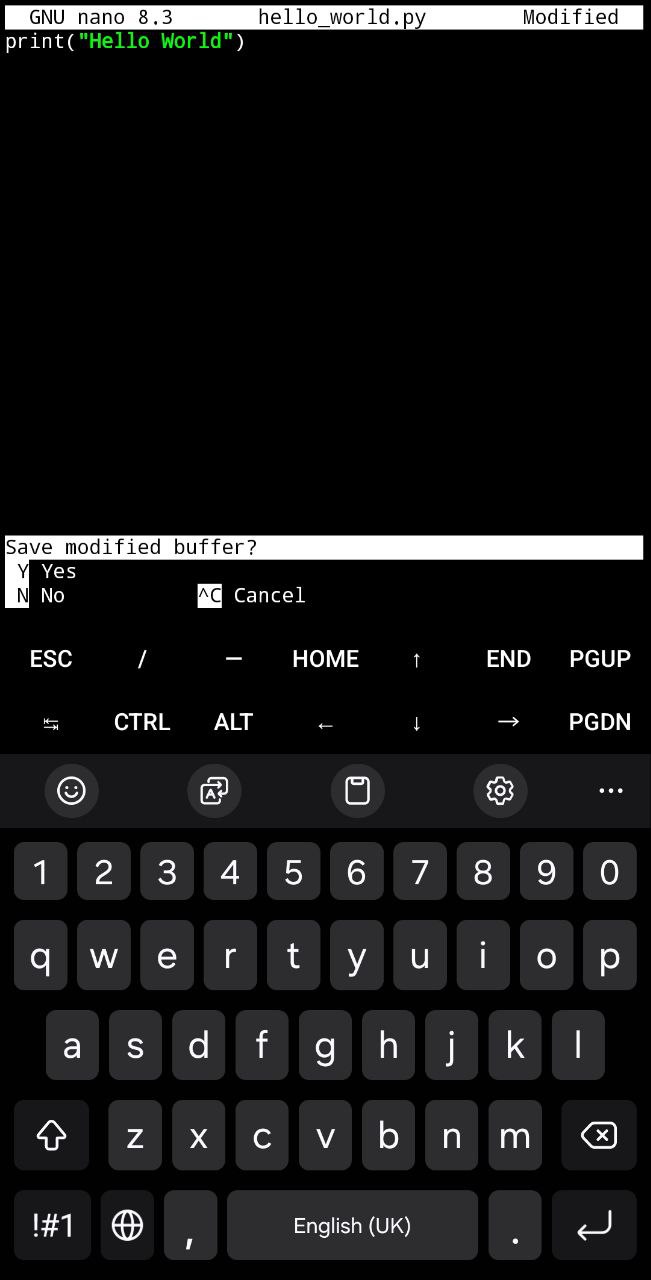 GNU nano 8.3 hello_world.py Modified
print("Hello World")
Save modified buffer?
Y Yes
N No ^C Cancel
ESC / — HOME ↑ END PGUP
↹ CTRL ALT ← ↓ → PGDN
1 2 3 4 5 6 7 8 9 0
q w e r t y u i o p
a s d f g h j k l
z x c v b n m
!#1 , English (UK) .